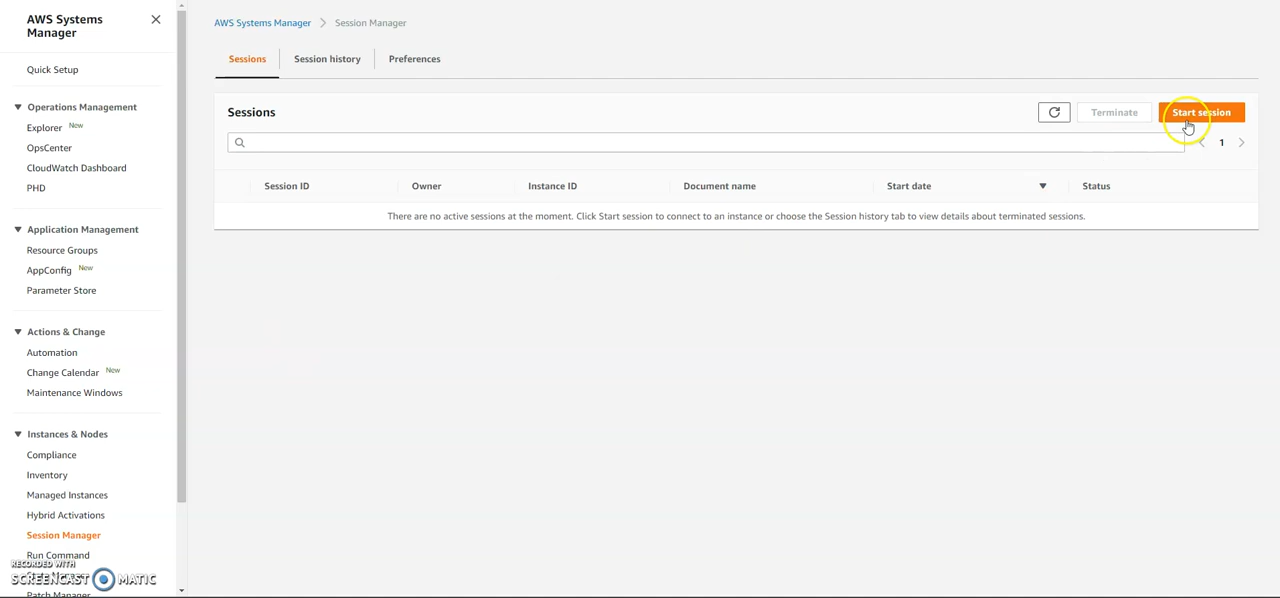 AWS Systems
Manager
Quick Setup
Operations Management
Explorer New
OpsCenter
CloudWatch Dashboard
PHD
Application Management
Resource Groups
AppConfig New
Parameter Store
Actions & Change
Automation
Change Calendar New
Maintenance Windows
Instances & Nodes
Compliance
Inventory
Managed Instances
Hybrid Activations
Session Manager
Run Command
RECORDED WITH
SCREENCAST MATIC
Patch Manager
AWS Systems Manager > Session Manager
Sessions Session history Preferences
Sessions Terminate Start session
1
Session ID Owner Instance ID Document name Start date Status
There are no active sessions at the moment. Click Start session to connect to an instance or choose the Session history tab to view details about terminated sessions.